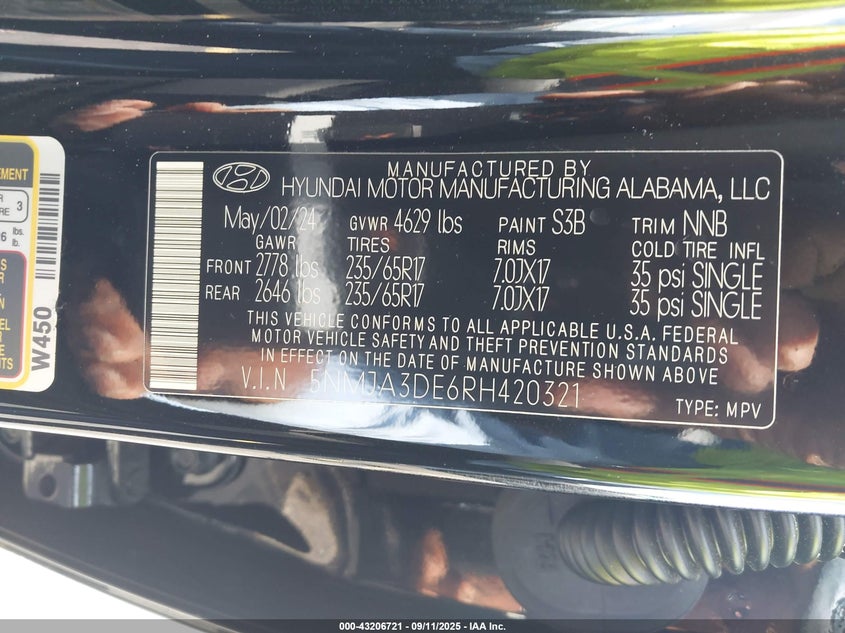 MANUFACTURED BY
HYUNDAI MOTOR MANUFACTURING ALABAMA, LLC
May/02/24 GVWR 4629 lbs PAINT S3B TRIM NNB
GAWR TIRES RIMS COLD TIRE INFL
FRONT 2778 lbs 235/65R17 7.0JX17 35 psi SINGLE
REAR 2646 lbs 235/65R17 7.0JX17 35 psi SINGLE
THIS VEHICLE CONFORMS TO ALL APPLICABLE U.S.A. FEDERAL
MOTOR VEHICLE SAFETY AND THEFT PREVENTION STANDARDS
IN EFFECT ON THE DATE OF MANUFACTURE SHOWN ABOVE
V.I.N 5NMJA3DE6RH420321
TYPE: MPV
3
lbs.
lb.
W450
000-43206721 - 09/11/2025 - IAA Inc.